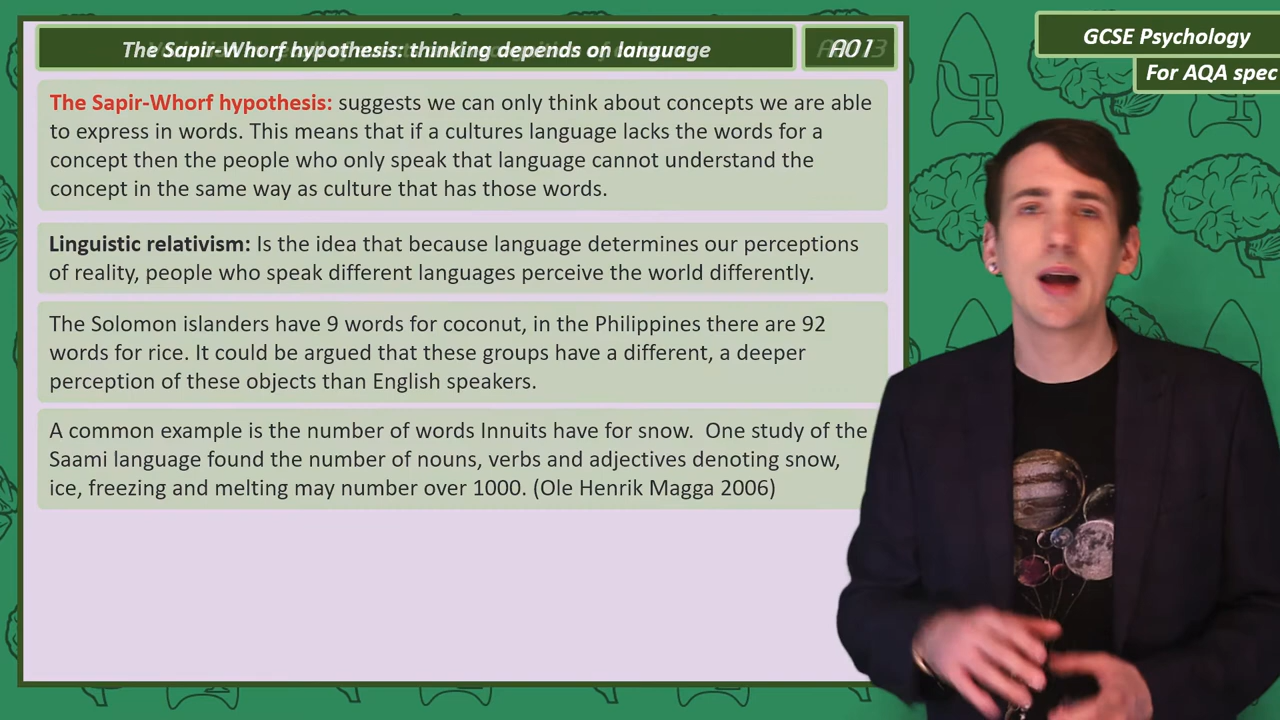 The Sapir-Whorf hypothesis: thinking depends on language
AO1
GCSE Psychology
For AQA spec
The Sapir-Whorf hypothesis: suggests we can only think about concepts we are able
to express in words. This means that if a cultures language lacks the words for a
concept then the people who only speak that language cannot understand the
concept in the same way as culture that has those words.
Linguistic relativism: Is the idea that because language determines our perceptions
of reality, people who speak different languages perceive the world differently.
The Solomon islanders have 9 words for coconut, in the Philippines there are 92
words for rice. It could be argued that these groups have a different, a deeper
perception of these objects than English speakers.
A common example is the number of words Innuits have for snow. One study of the
Saami language found the number of nouns, verbs and adjectives denoting snow,
ice, freezing and melting may number over 1000. (Ole Henrik Magga 2006)